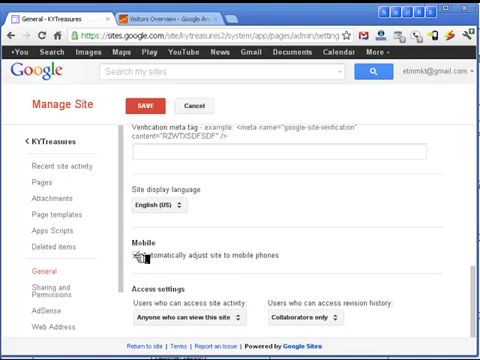 General - KYTreasures
Visitors Overview - Google An
https://sites.google.com/site/kytreasures2/system/app/pages/admin/setting
+You Search Images Maps Play YouTube News Gmail Documents Calendar More
Google
Search my sites
etinmkt@gmail.com
Manage Site
SAVE
Cancel
Verification meta tag - example: <meta name="google-site-verification"
content="RZWTXSDFSDF" />
KYTreasures
Recent site activity
Pages
Attachments
Page templates
Apps Scripts
Deleted items
General
Sharing and
Permissions
AdSense
Web Address
Site display language
English (US)
Mobile
Automatically adjust site to mobile phones
Access settings
Users who can access site activity:
Users who can access revision history:
Anyone who can view this site
Collaborators only
Return to site | Terms | Report an Issue | Powered by Google Sites